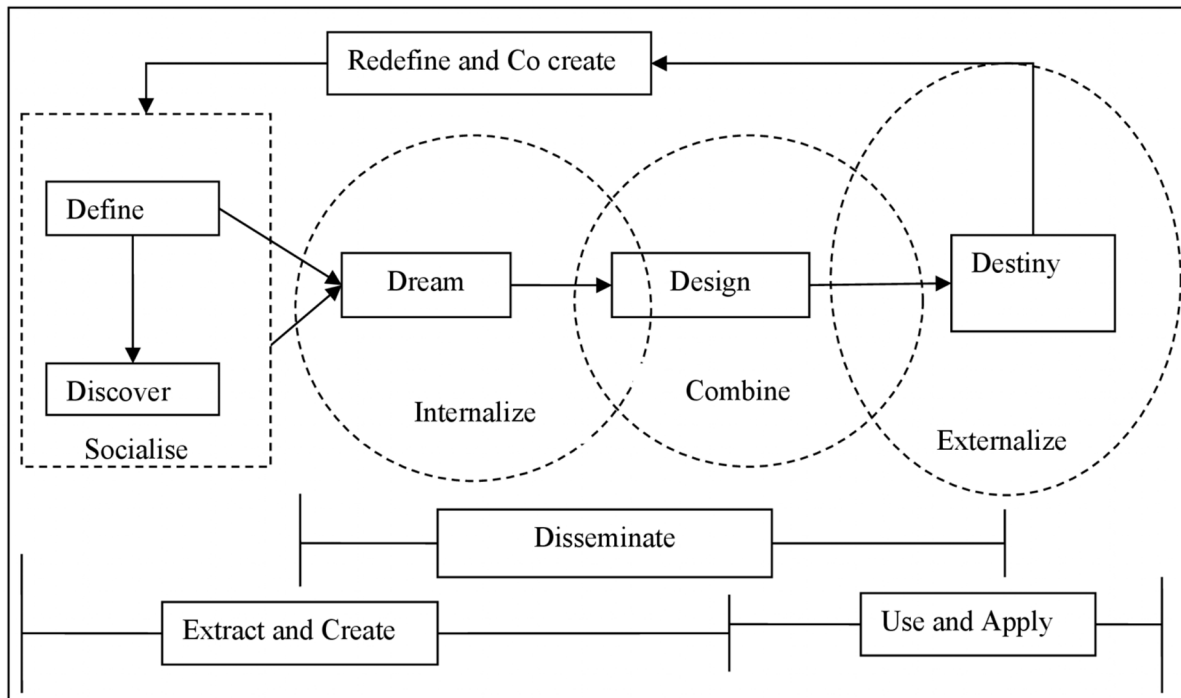 Redefine and Co create
Define
Dream
Design
Destiny
Discover
Socialise
Internalize
Combine
Externalize
Disseminate
Extract and Create
Use and Apply